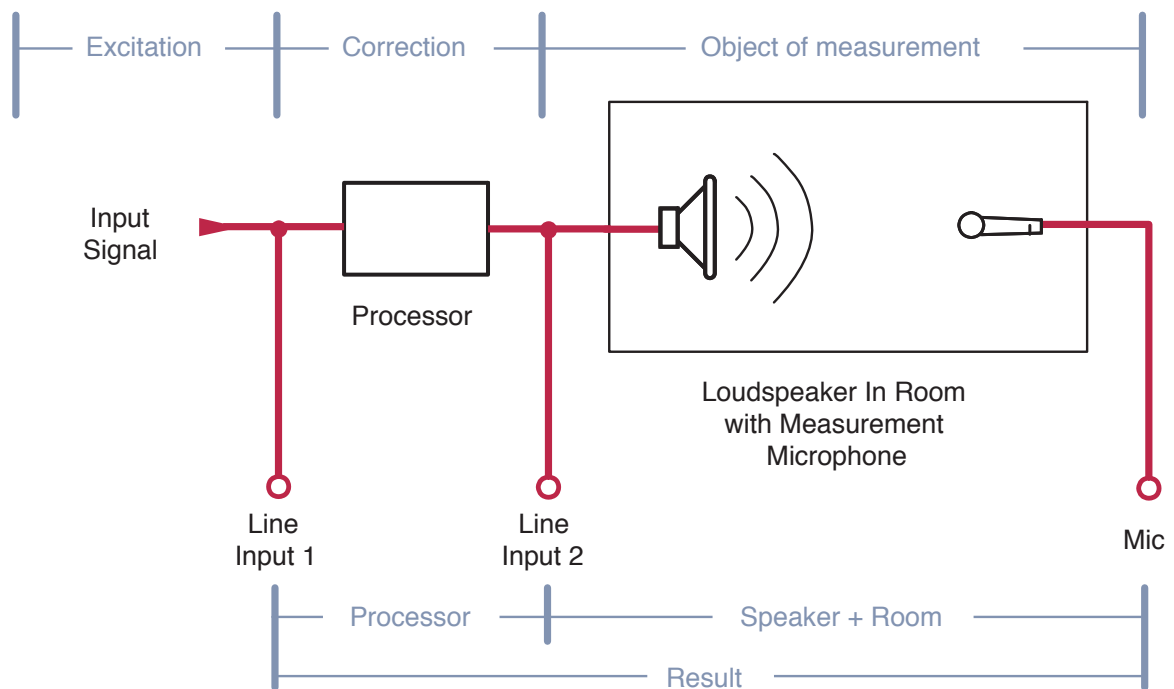 Excitation
Correction
Object of measurement
Input
Signal
Processor
Loudspeaker In Room
with Measurement
Microphone
Line
Input 1
Line
Input 2
Mic
Processor
Speaker + Room
Result